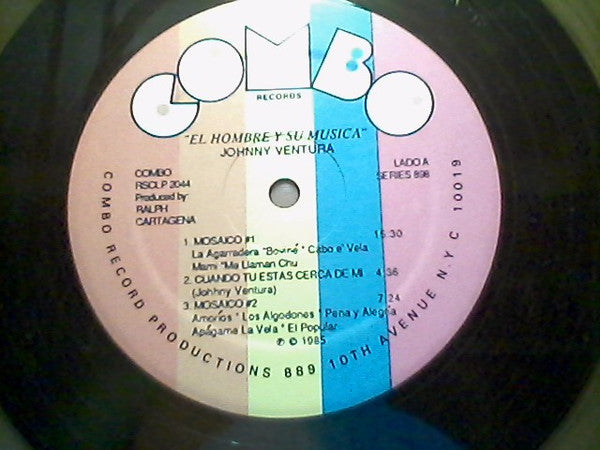 COMBO
RECORDS
"EL HOMBRE Y SU MUSICA"
JOHNNY VENTURA
COMBO
RSCLP 2044
Produced by:
RALPH
CARTAGENA
LADO A
SERIES 898
1. MOSAICO #1 15:30
La Agarradera * Boviné * Cabo e' Vela
Mami * Me Llaman Chu
2. CUANDO TU ESTAS CERCA DE MI 4:36
(Johnny Ventura)
3. MOSAICO #2 7:24
Amorios * Los Algodones * Pena y Alegria
Apágame La Vela * El Popular
℗ © 1985
COMBO RECORD PRODUCTIONS 889 10TH AVENUE N.Y C 10019